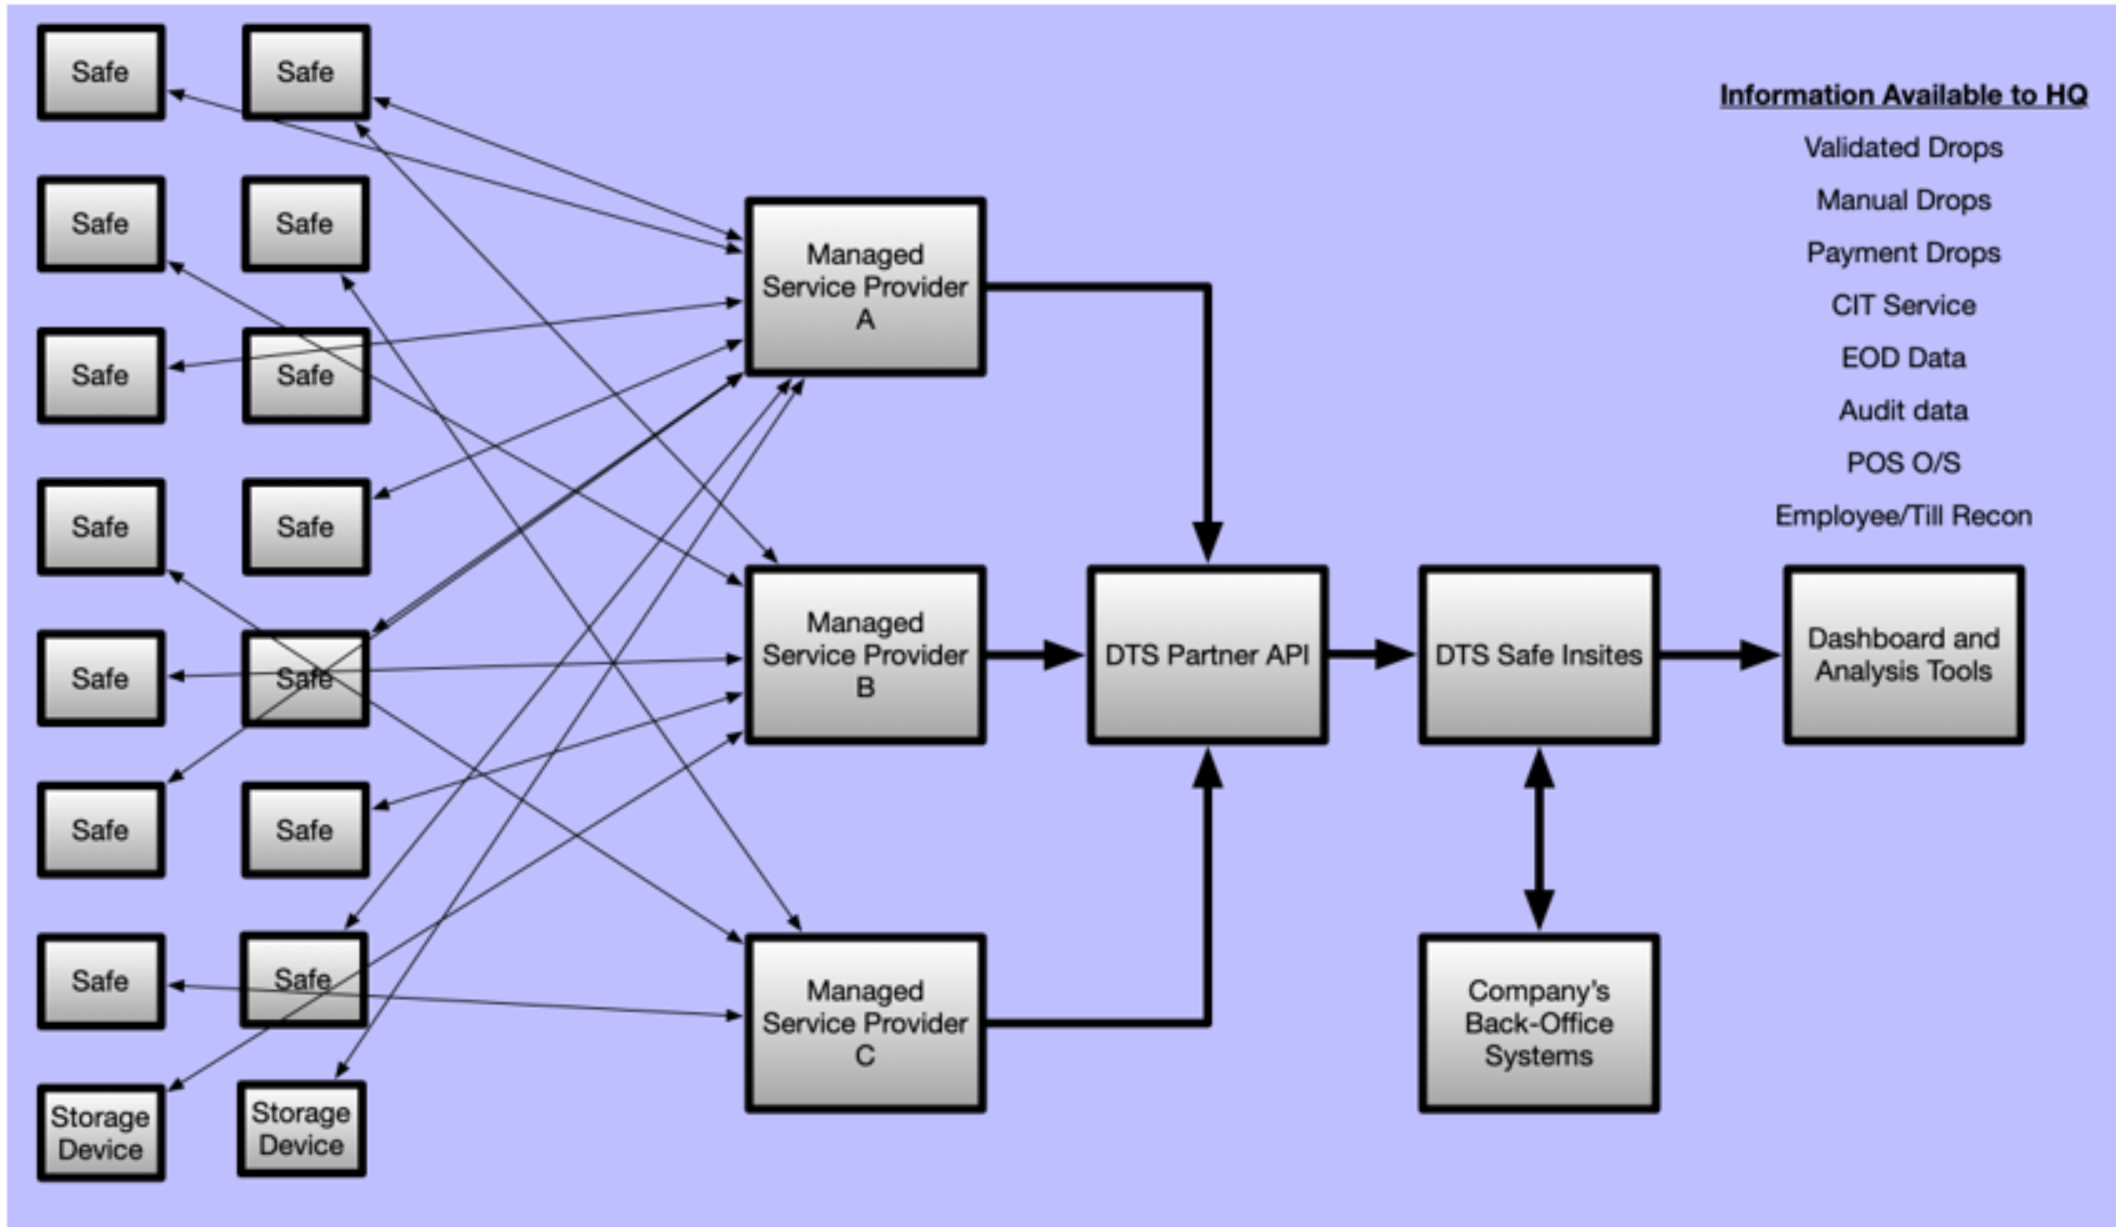 Safe
Safe
Safe
Safe
Safe
Safe
Safe
Safe
Safe
Safe
Safe
Safe
Safe
Safe
Storage
Device
Storage
Device
Managed
Service Provider
A
Managed
Service Provider
B
Managed
Service Provider
C
DTS Partner API
DTS Safe Insites
Company's
Back-Office
Systems
Information Available to HQ
Validated Drops
Manual Drops
Payment Drops
CIT Service
EOD Data
Audit data
POS O/S
Employee/Till Recon
Dashboard and
Analysis Tools